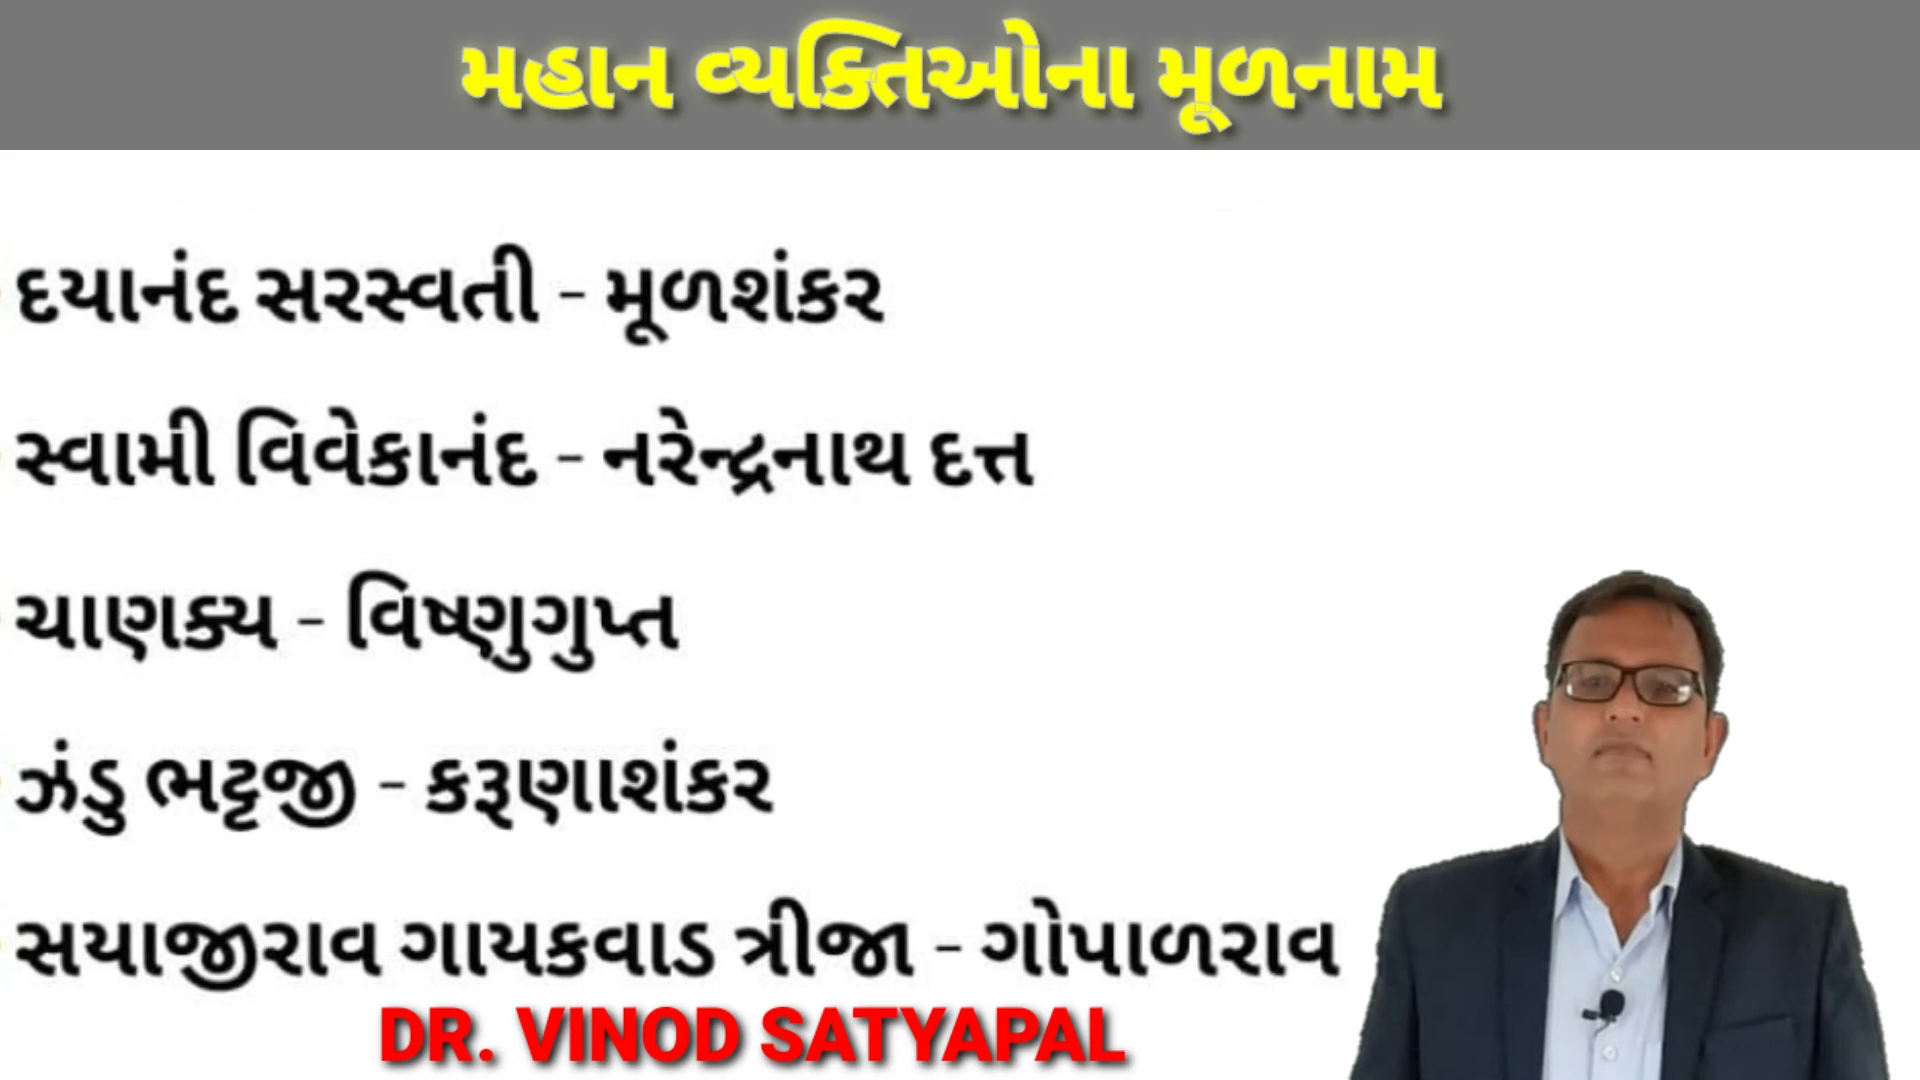 મહાન વ્યક્તિઓના મૂળનામ
દયાનંદ સરસ્વતી - મૂળશંકર
સ્વામી વિવેકાનંદ - નરેન્દ્રનાથ દત્ત
ચાણક્ય - વિષ્ણુગુપ્ત
ઝંડુ ભટ્ટજી - કરૂણાશંકર
સયાજીરાવ ગાયકવાડ ત્રીજા - ગોપાળરાવ
DR. VINOD SATYAPAL